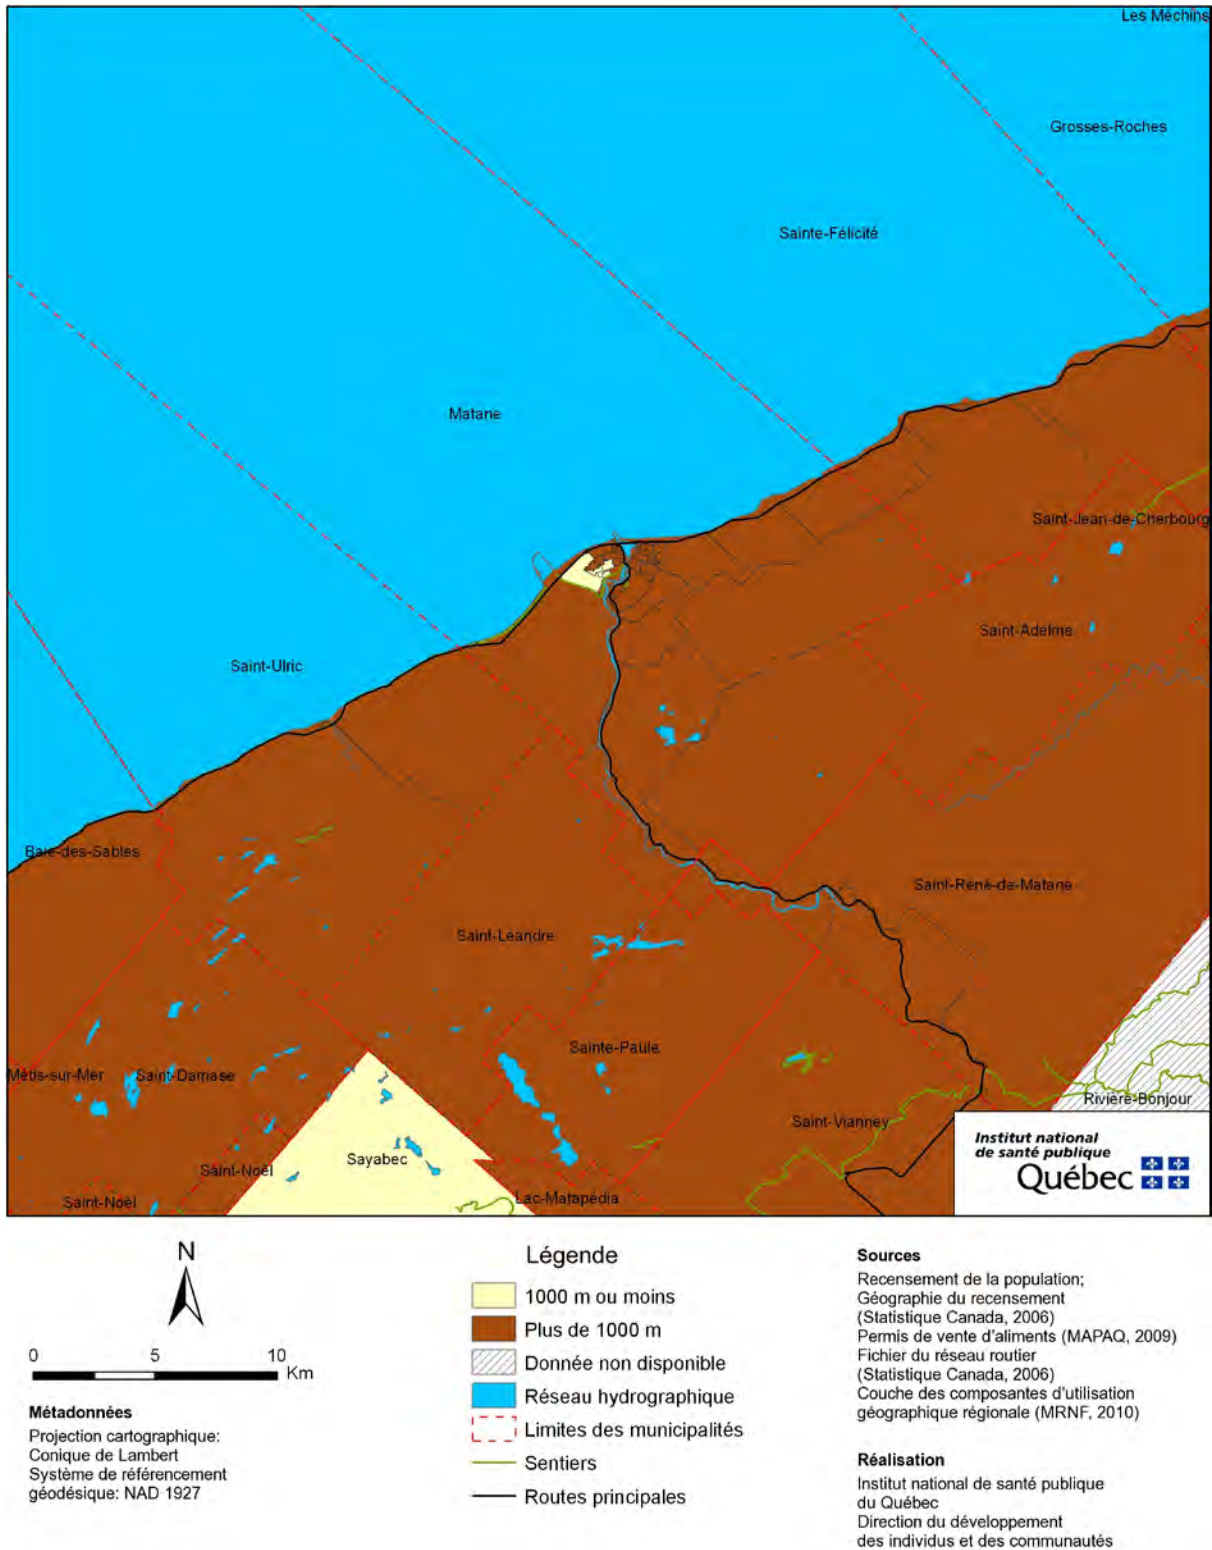 Les Méchins
Grosses-Roches
Sainte-Félicité
Matane
Saint-Jean-de-Cherbourg
Saint-Adelme
Saint-Ulric
Baie-des-Sables
Saint-René-de-Matane
Saint-Léandre
Sainte-Paule
Métis-sur-Mer
Saint-Damase
Rivière-Bonjour
Saint-Vianney
Sayabec
Saint-Noël
Lac-Matapédia
Saint-Noël
Institut national
de santé publique
Québec
N
0 5 10
Km
Métadonnées
Projection cartographique:
Conique de Lambert
Système de référencement
géodésique: NAD 1927
Légende
1000 m ou moins
Plus de 1000 m
Donnée non disponible
Réseau hydrographique
Limites des municipalités
Sentiers
Routes principales
Sources
Recensement de la population;
Géographie du recensement
(Statistique Canada, 2006)
Permis de vente d'aliments (MAPAQ, 2009)
Fichier du réseau routier
(Statistique Canada, 2006)
Couche des composantes d'utilisation
géographique régionale (MRNF, 2010)
Réalisation
Institut national de santé publique
du Québec
Direction du développement
des individus et des communautés